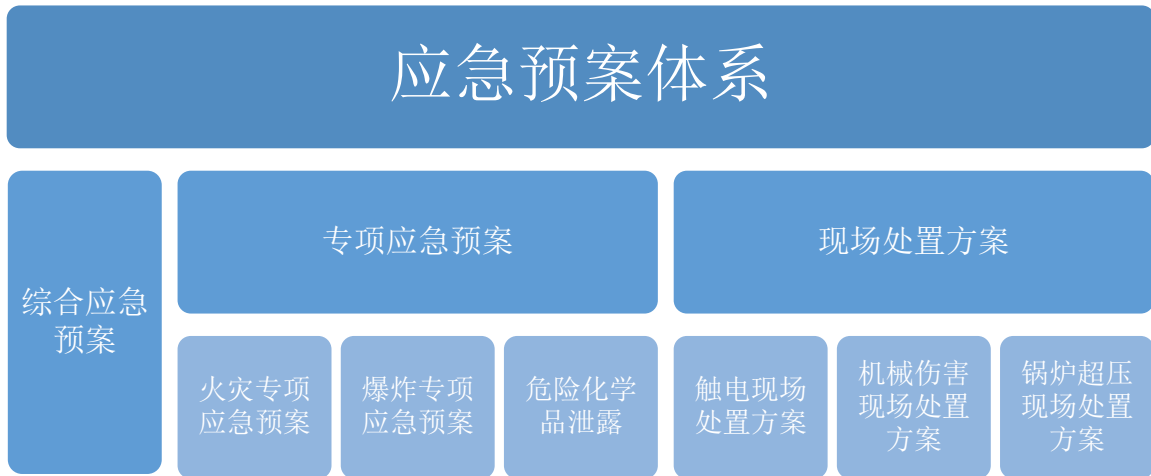 应急预案体系
综合应急
预案
专项应急预案
现场处置方案
火灾专项
应急预案
爆炸专项
应急预案
危险化学
品泄露
触电现场
处置方案
机械伤害
现场处置
方案
锅炉超压
现场处置
方案